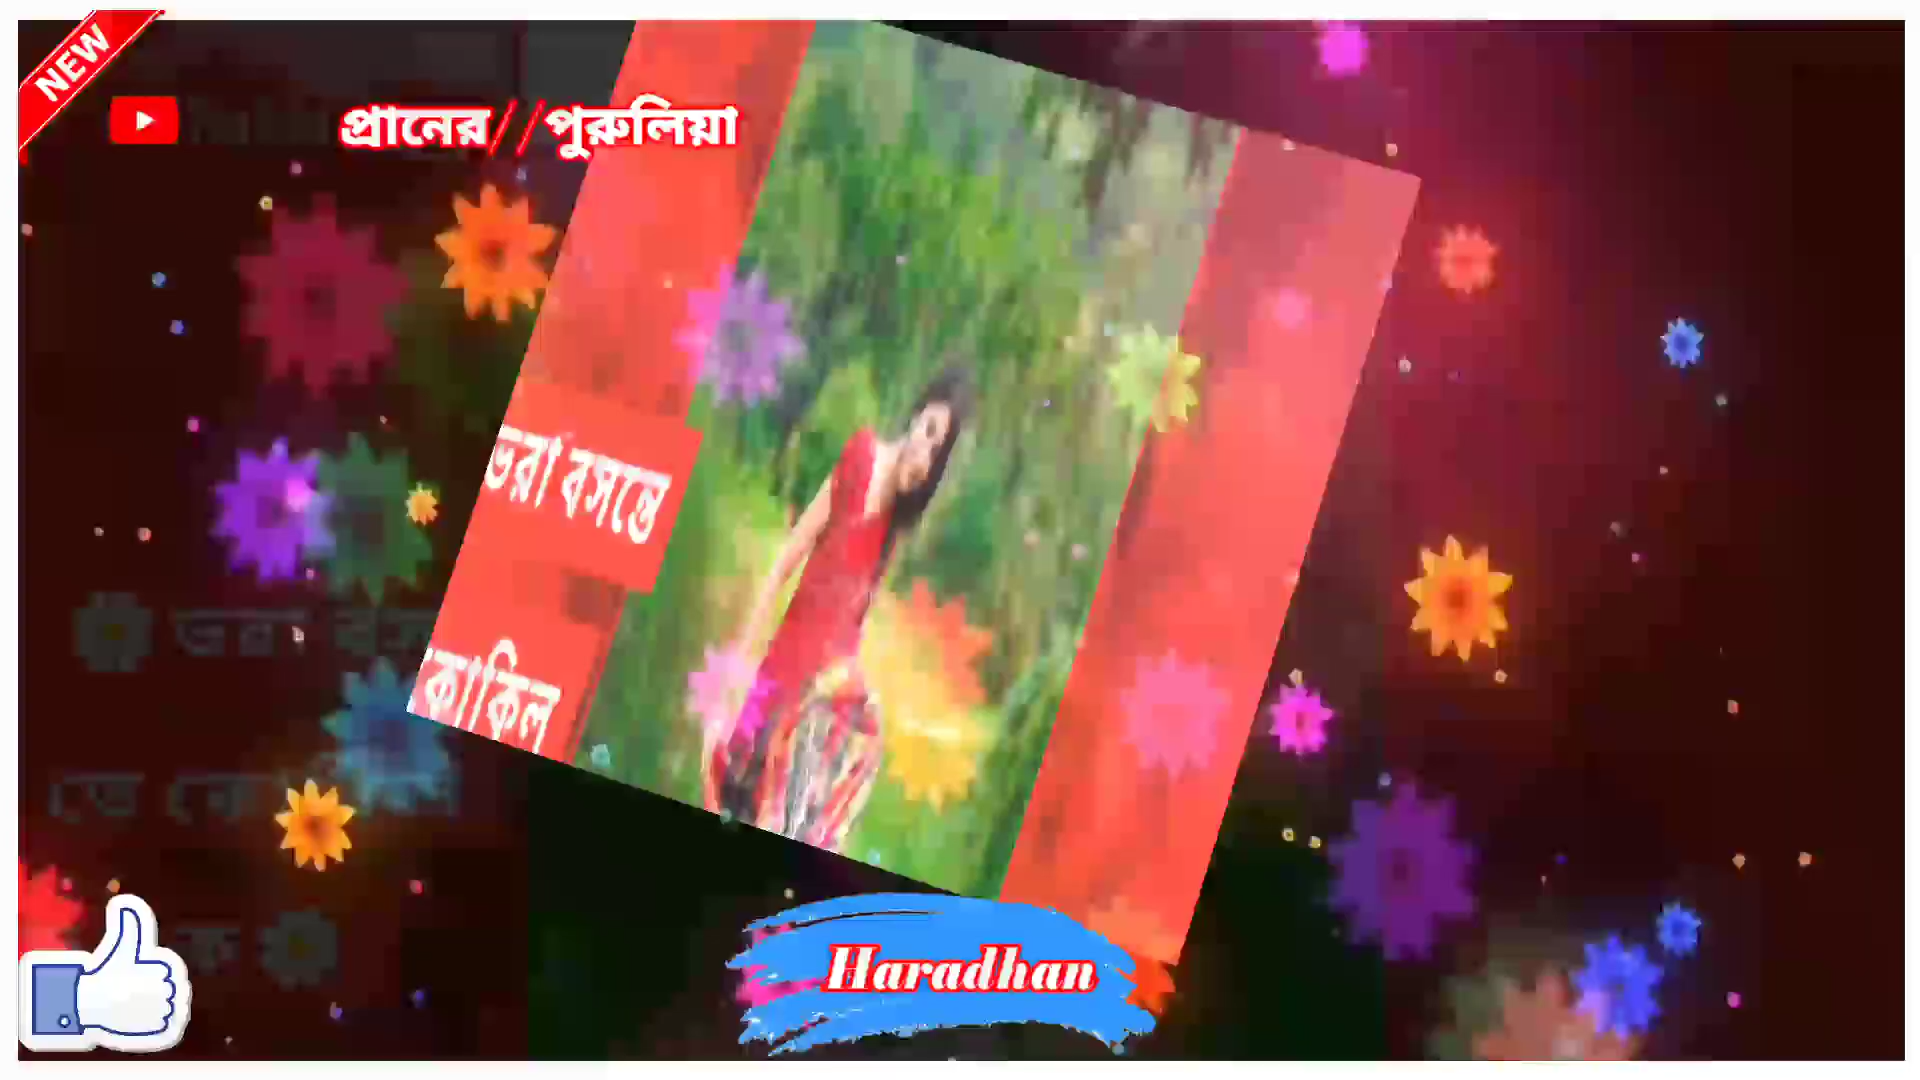 NEW
প্রানের//পুরুলিয়া
ভরা বসন্তে
কোকিল
Haradhan